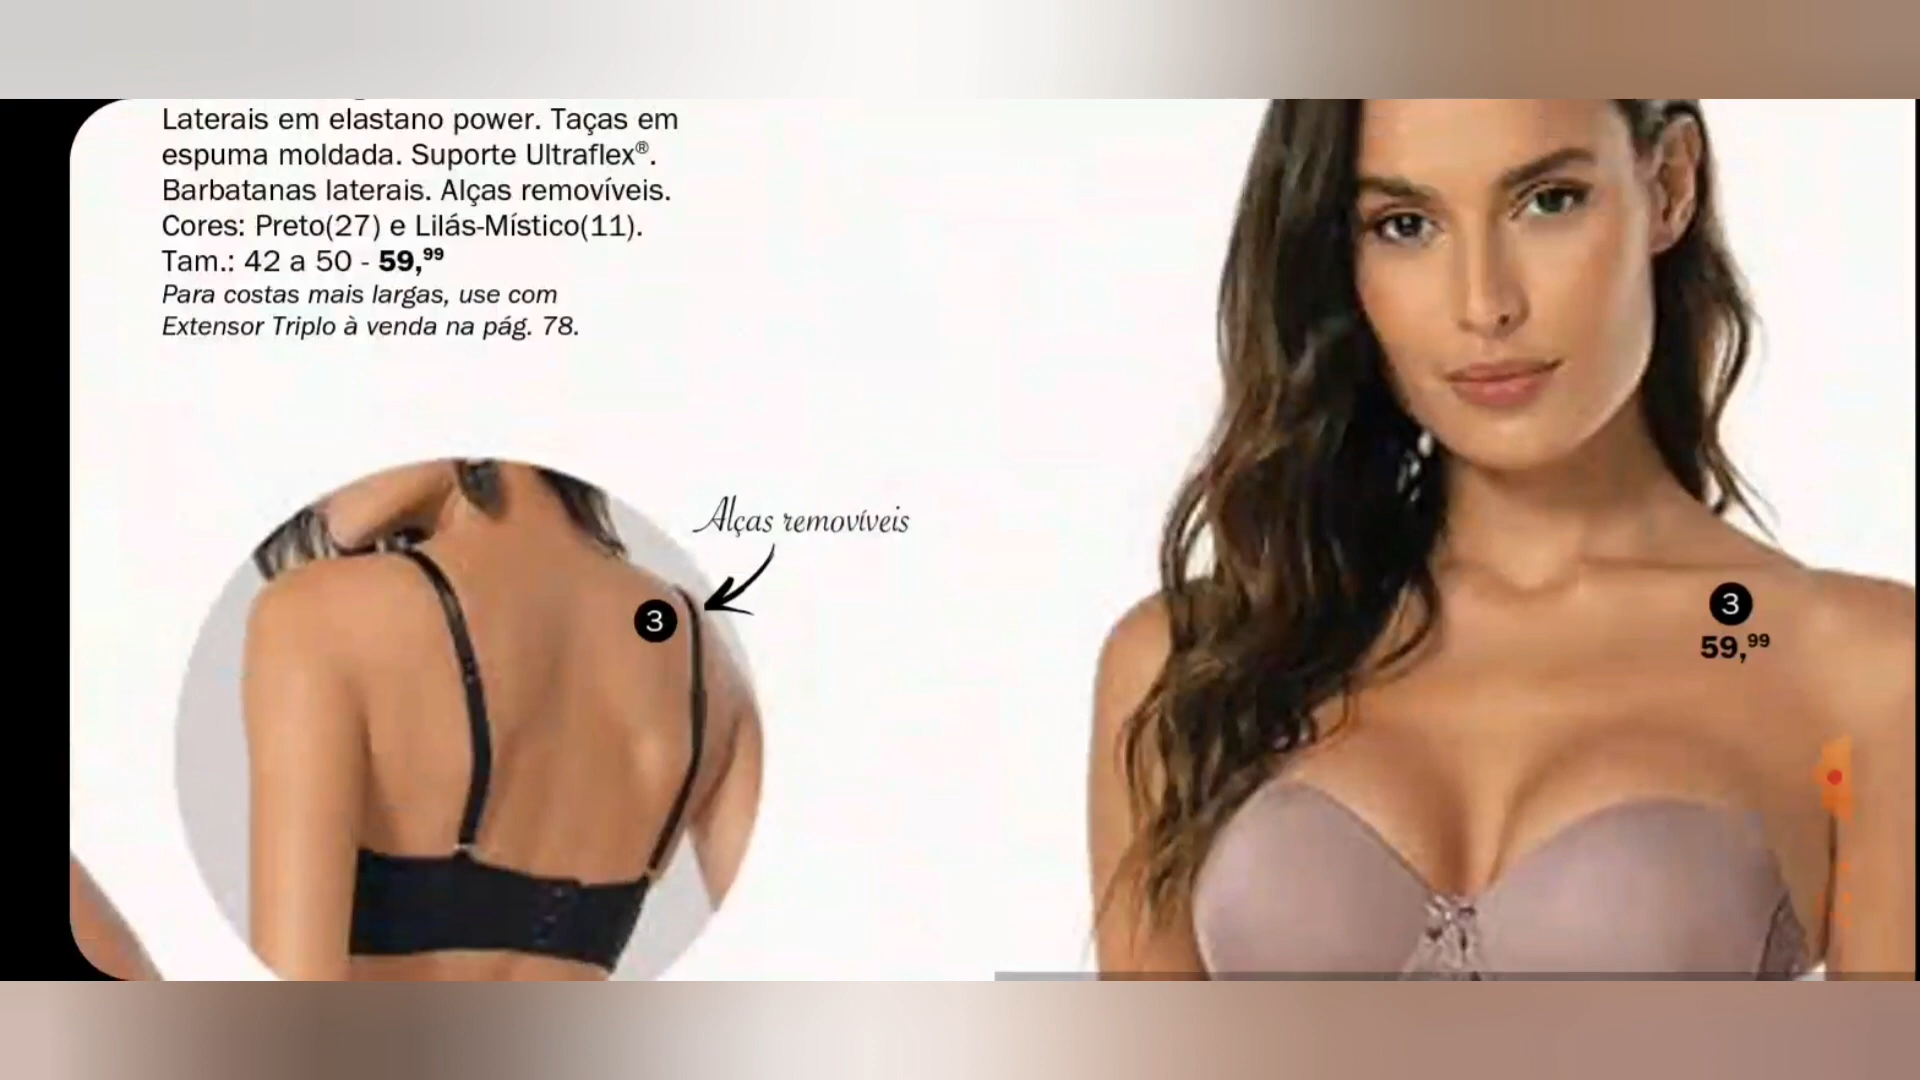 Laterais em elastano power. Taças em
espuma moldada. Suporte Ultraflex®.
Barbatanas laterais. Alças removíveis.
Cores: Preto(27) e Lilás-Místico(11).
Tam.: 42 a 50 - 59,99
Para costas mais largas, use com
Extensor Triplo à venda na pág. 78.
Alças removíveis
3
3
59,99